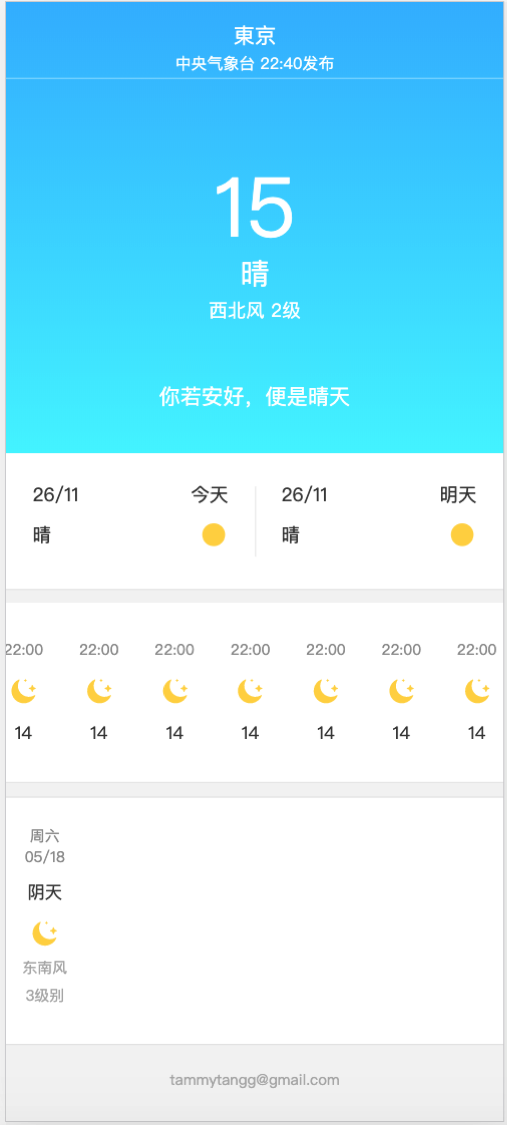 東京
中央气象台 22:40发布
15
晴
西北风 2级
你若安好，便是晴天
26/11 今天 26/11 明天
晴 晴
22:00 22:00 22:00 22:00 22:00 22:00 22:00
14 14 14 14 14 14 14
周六
05/18
阴天
东南风
3级别
tammytangg@gmail.com